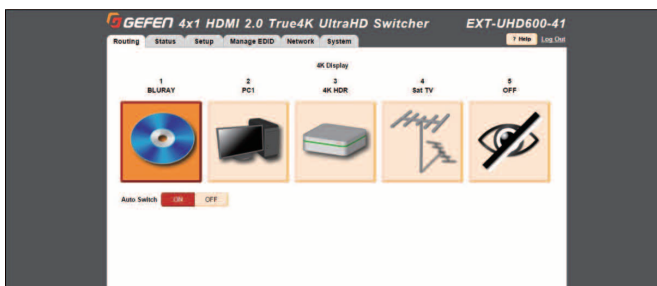 GEFEN 4x1 HDMI 2.0 True4K UltraHD Switcher EXT-UHD600-41
Routing Status Setup Manage EDID Network System ? Help Log Out
4K Display
1 2 3 4 5
BLURAY PC1 4K HDR Sat TV OFF
Auto Switch ON OFF